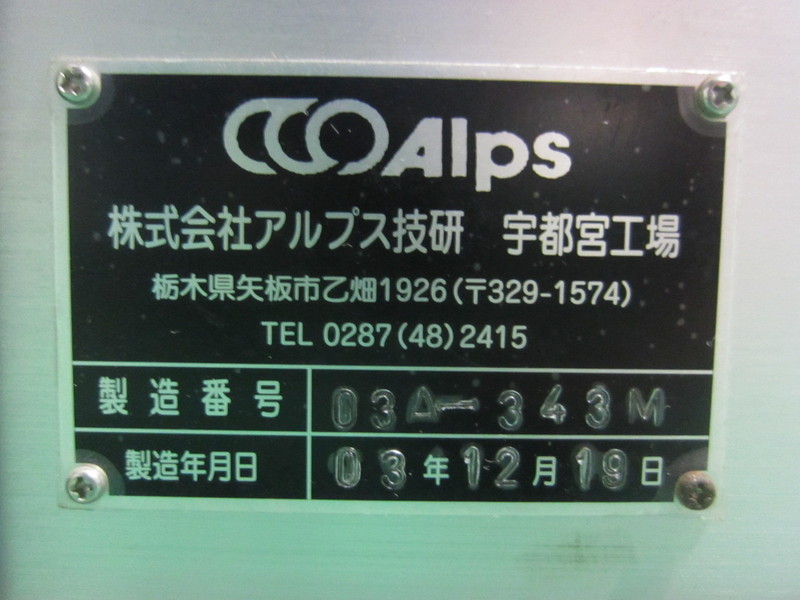 Alps
株式会社アルプス技研 宇都宮工場
栃木県矢板市乙畑1926(〒329-1574)
TEL 0287(48)2415
製造番号 03A-343M
製造年月日 03年12月19日